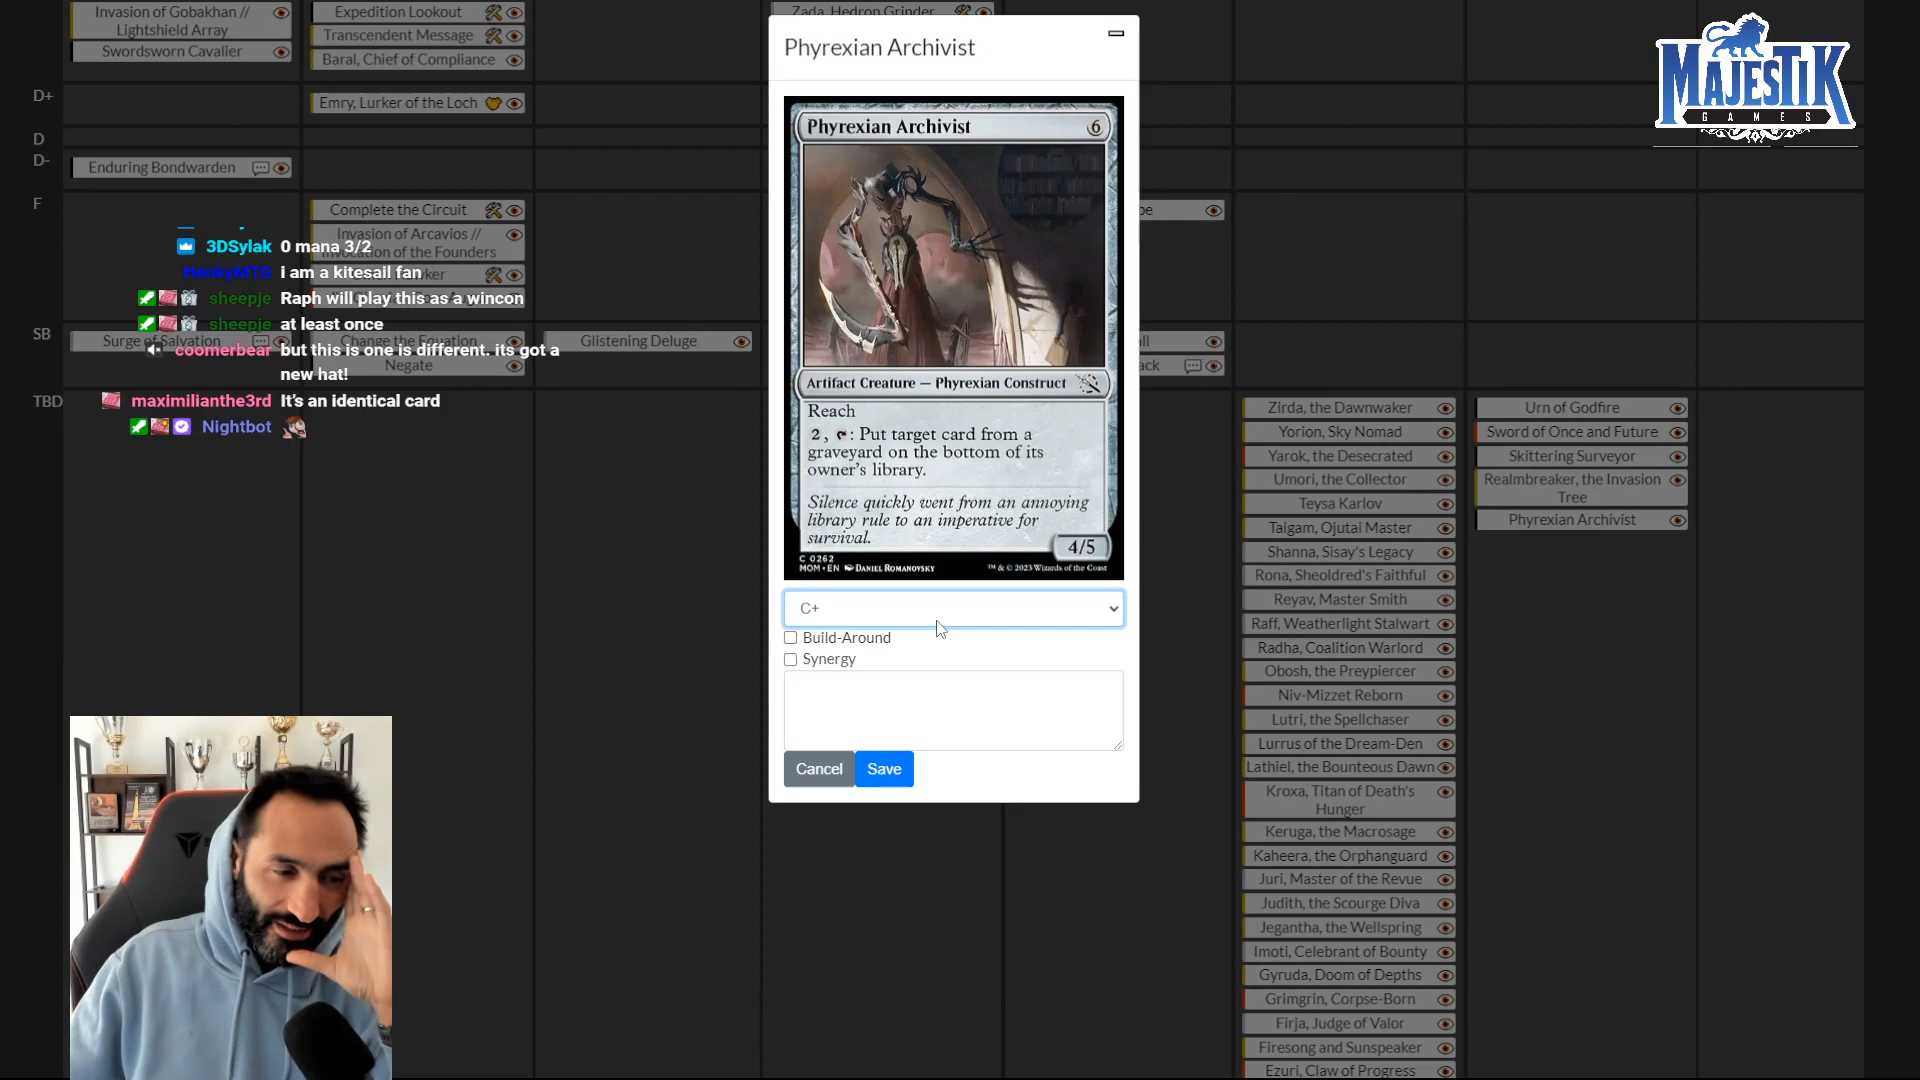 Invasion of Gobakhan //
Lightshield Array
Swordsworn Cavalier
Expedition Lookout
Transcendent Message
Baral, Chief of Compliance
Zada, Hedron Grinder
D+
Emry, Lurker of the Loch
D
D-
Enduring Bondwarden
F
Complete the Circuit
Invasion of Arcavios //
Invocation of the Founders
SB
Surge of Salvation
Change the Equation
Negate
Glistening Deluge
TBD
3DSylak 0 mana 3/2
HenkyMTG i am a kitesail fan
sheepje Raph will play this as a wincon
sheepje at least once
coomerbear but this is one is different. its got a
new hat!
maximilianthe3rd It's an identical card
Nightbot
Phyrexian Archivist
Phyrexian Archivist 6
Artifact Creature — Phyrexian Construct
Reach
2, : Put target card from a
graveyard on the bottom of its
owner's library.
Silence quickly went from an annoying
library rule to an imperative for
survival.
4/5
C 0262
MOM • EN DANIEL ROMANOVSKY
™ & © 2023 Wizards of the Coast
C+
Build-Around
Synergy
Cancel
Save
MAJESTIK
GAMES
Zirda, the Dawnwaker
Yorion, Sky Nomad
Yarok, the Desecrated
Umori, the Collector
Teysa Karlov
Taigam, Ojutai Master
Shanna, Sisay's Legacy
Rona, Sheoldred's Faithful
Reyav, Master Smith
Raff, Weatherlight Stalwart
Radha, Coalition Warlord
Obosh, the Preypiercer
Niv-Mizzet Reborn
Lutri, the Spellchaser
Lurrus of the Dream-Den
Lathiel, the Bounteous Dawn
Kroxa, Titan of Death's
Hunger
Keruga, the Macrosage
Kaheera, the Orphanguard
Juri, Master of the Revue
Judith, the Scourge Diva
Jegantha, the Wellspring
Imoti, Celebrant of Bounty
Gyruda, Doom of Depths
Grimgrin, Corpse-Born
Firja, Judge of Valor
Firesong and Sunspeaker
Ezuri, Claw of Progress
Urn of Godfire
Sword of Once and Future
Skittering Surveyor
Realmbreaker, the Invasion
Tree
Phyrexian Archivist